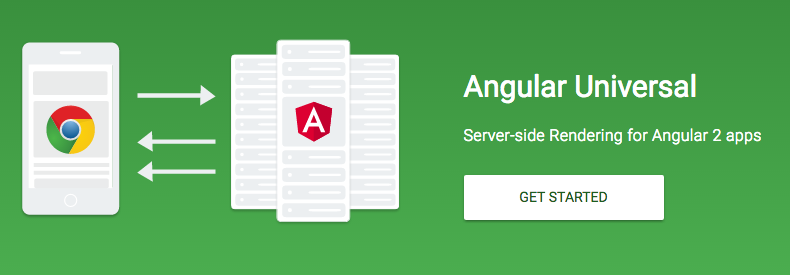 Angular Universal
Server-side Rendering for Angular 2 apps
GET STARTED
A